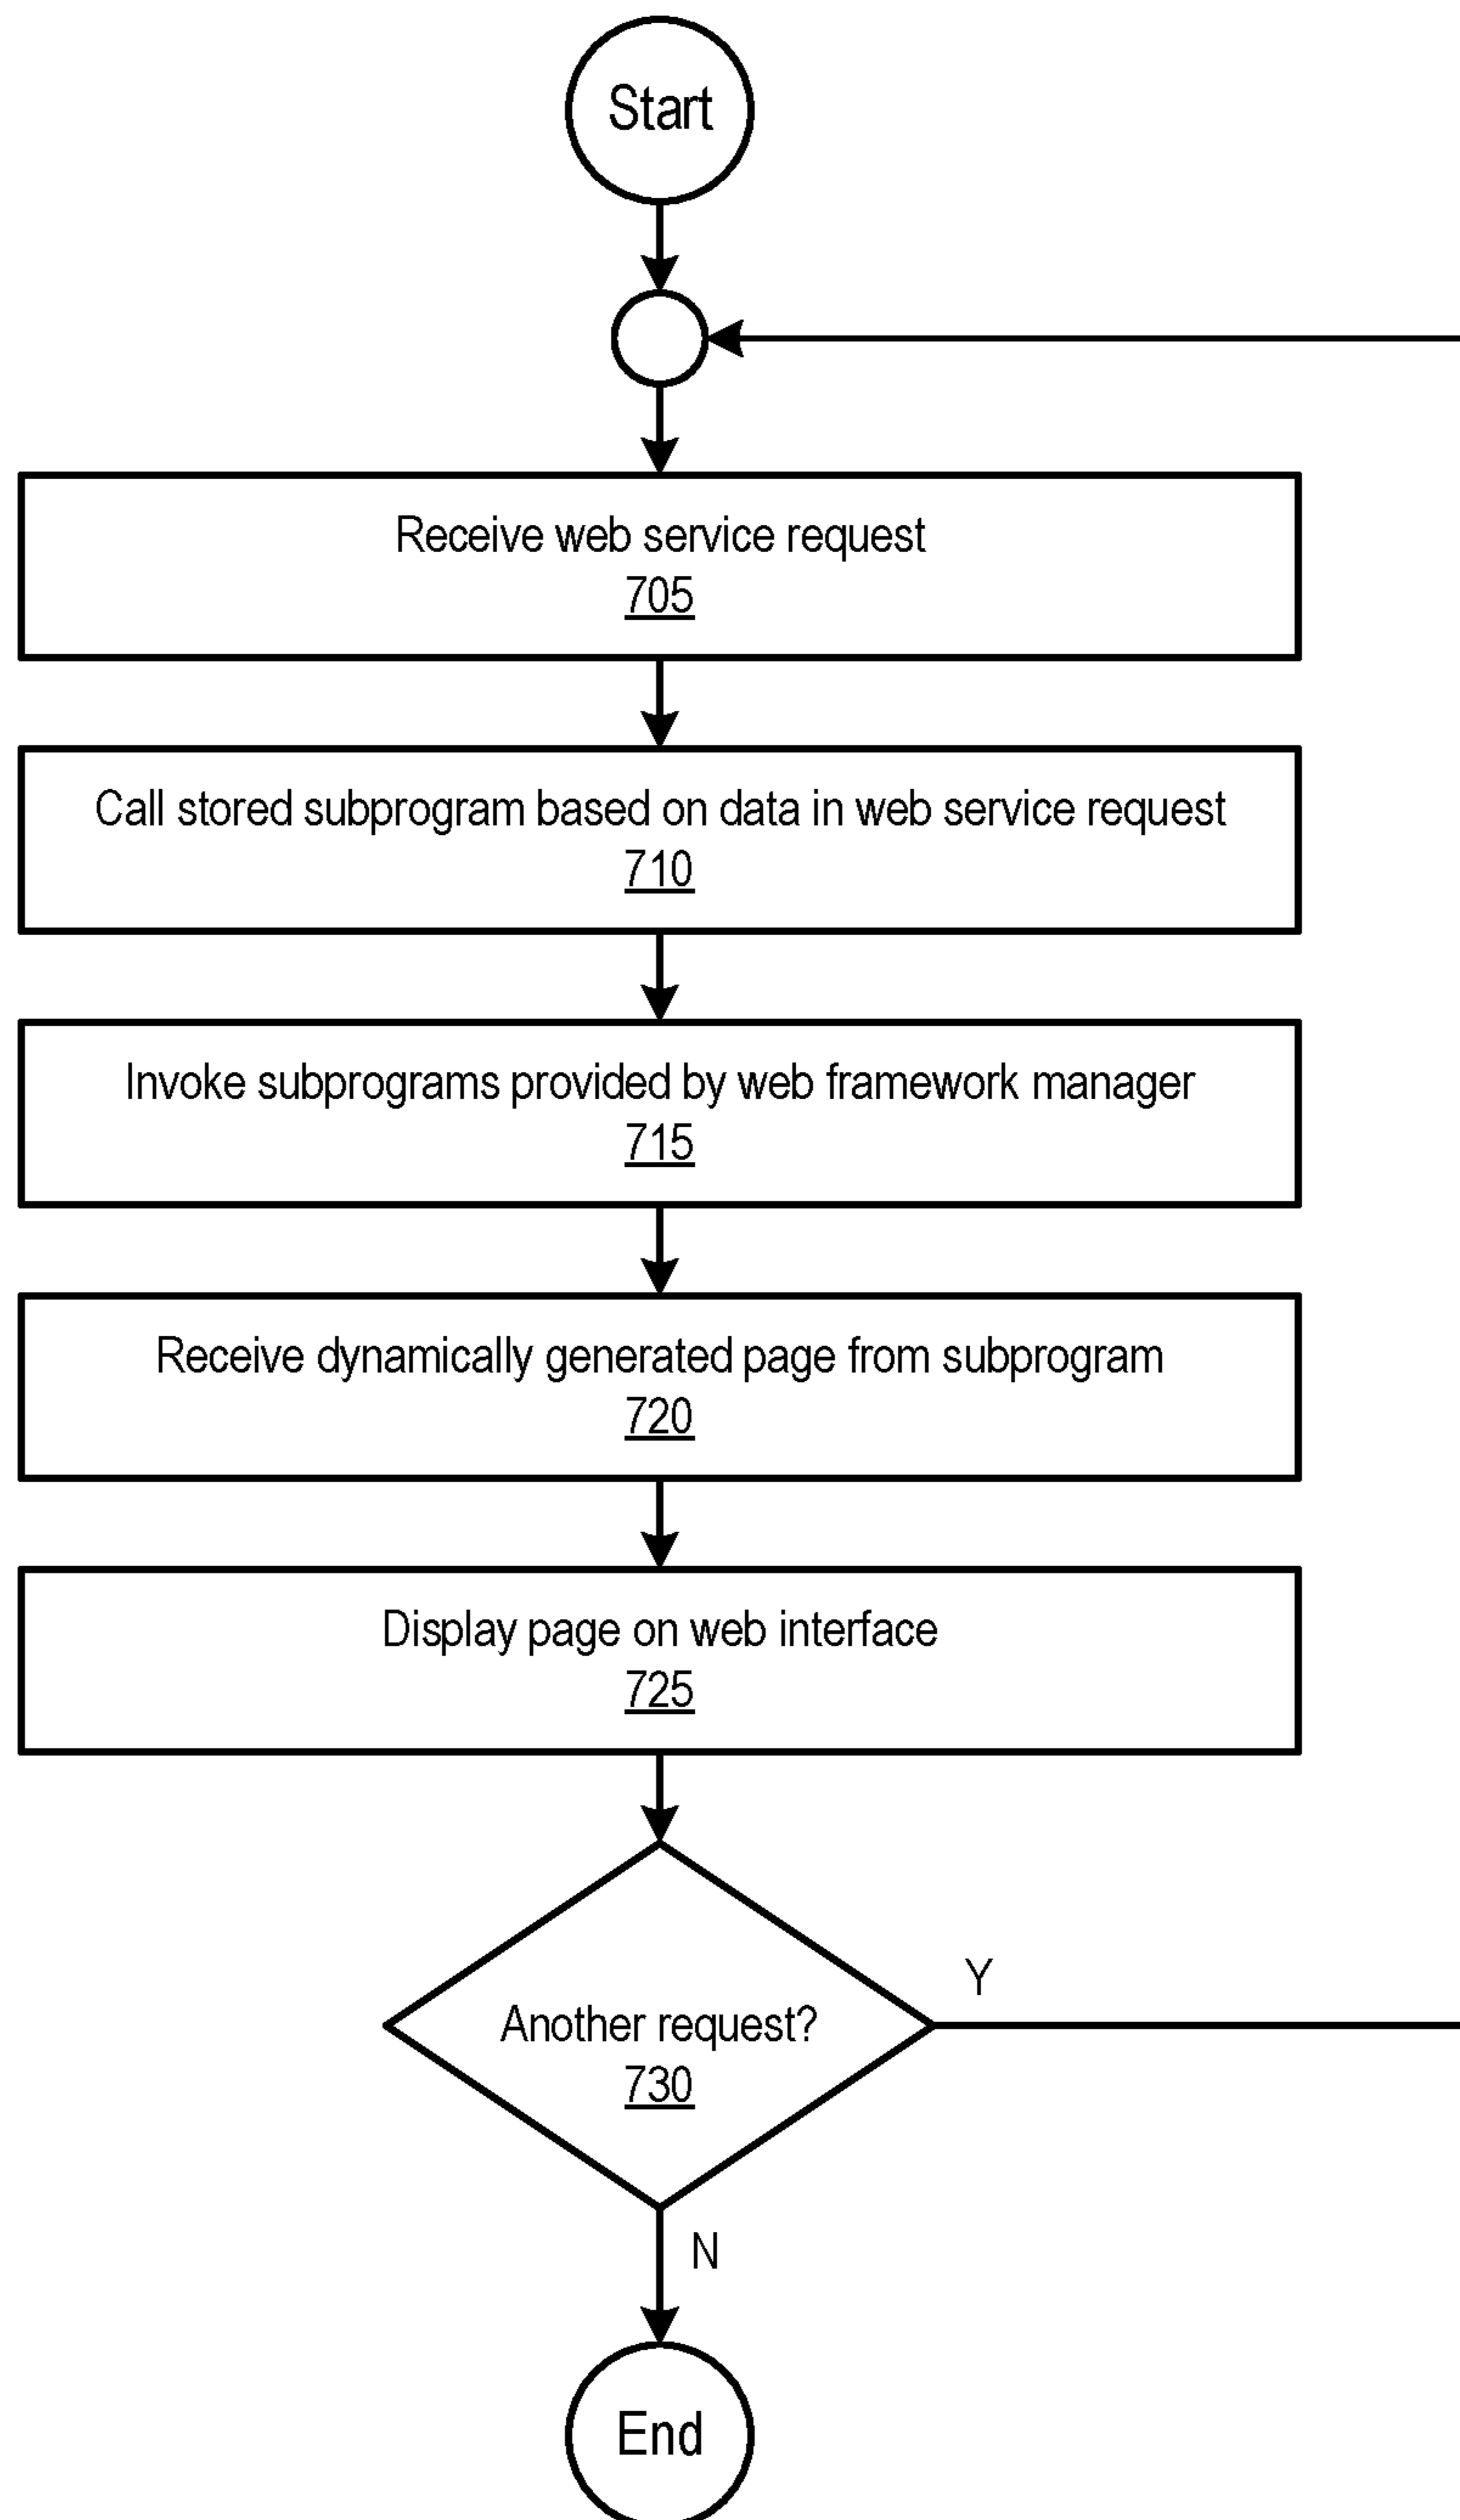 Start
Receive web service request
705
Call stored subprogram based on data in web service request
710
Invoke subprograms provided by web framework manager
715
Receive dynamically generated page from subprogram
720
Display page on web interface
725
Y
Another request?
730
N
End